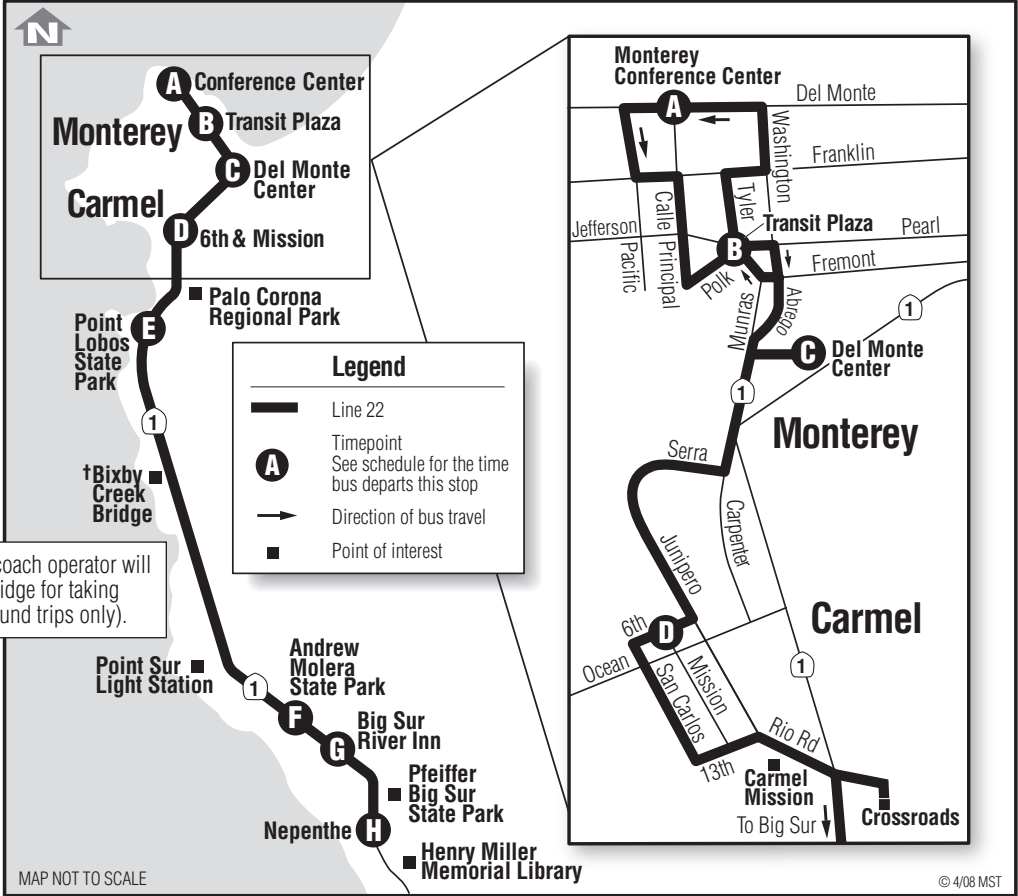 N
A Conference Center
Monterey
B Transit Plaza
C Del Monte
Center
Carmel
D 6th & Mission
Palo Corona
Regional Park
E
Point
Lobos
State
Park
1
†Bixby
Creek
Bridge
coach operator will
idge for taking
und trips only).
Point Sur
Light Station
1
Andrew
Molera
State Park
F
G
Big Sur
River Inn
Pfeiffer
Big Sur
State Park
Nepenthe H
Henry Miller
Memorial Library
MAP NOT TO SCALE
Legend
Line 22
A
Timepoint
See schedule for the time
bus departs this stop
Direction of bus travel
Point of interest
Monterey
Conference Center
A
Del Monte
Washington
Franklin
Tyler
Calle Principal
Jefferson
Pacific
Transit Plaza
B
Pearl
Polk
Fremont
Munras
Abrego
1
C Del Monte
Center
1
Monterey
Serra
Carpenter
Junipero
Carmel
6th D
Ocean
Mission
San Carlos
1
Rio Rd
13th
Carmel
Mission
Crossroads
To Big Sur
© 4/08 MST